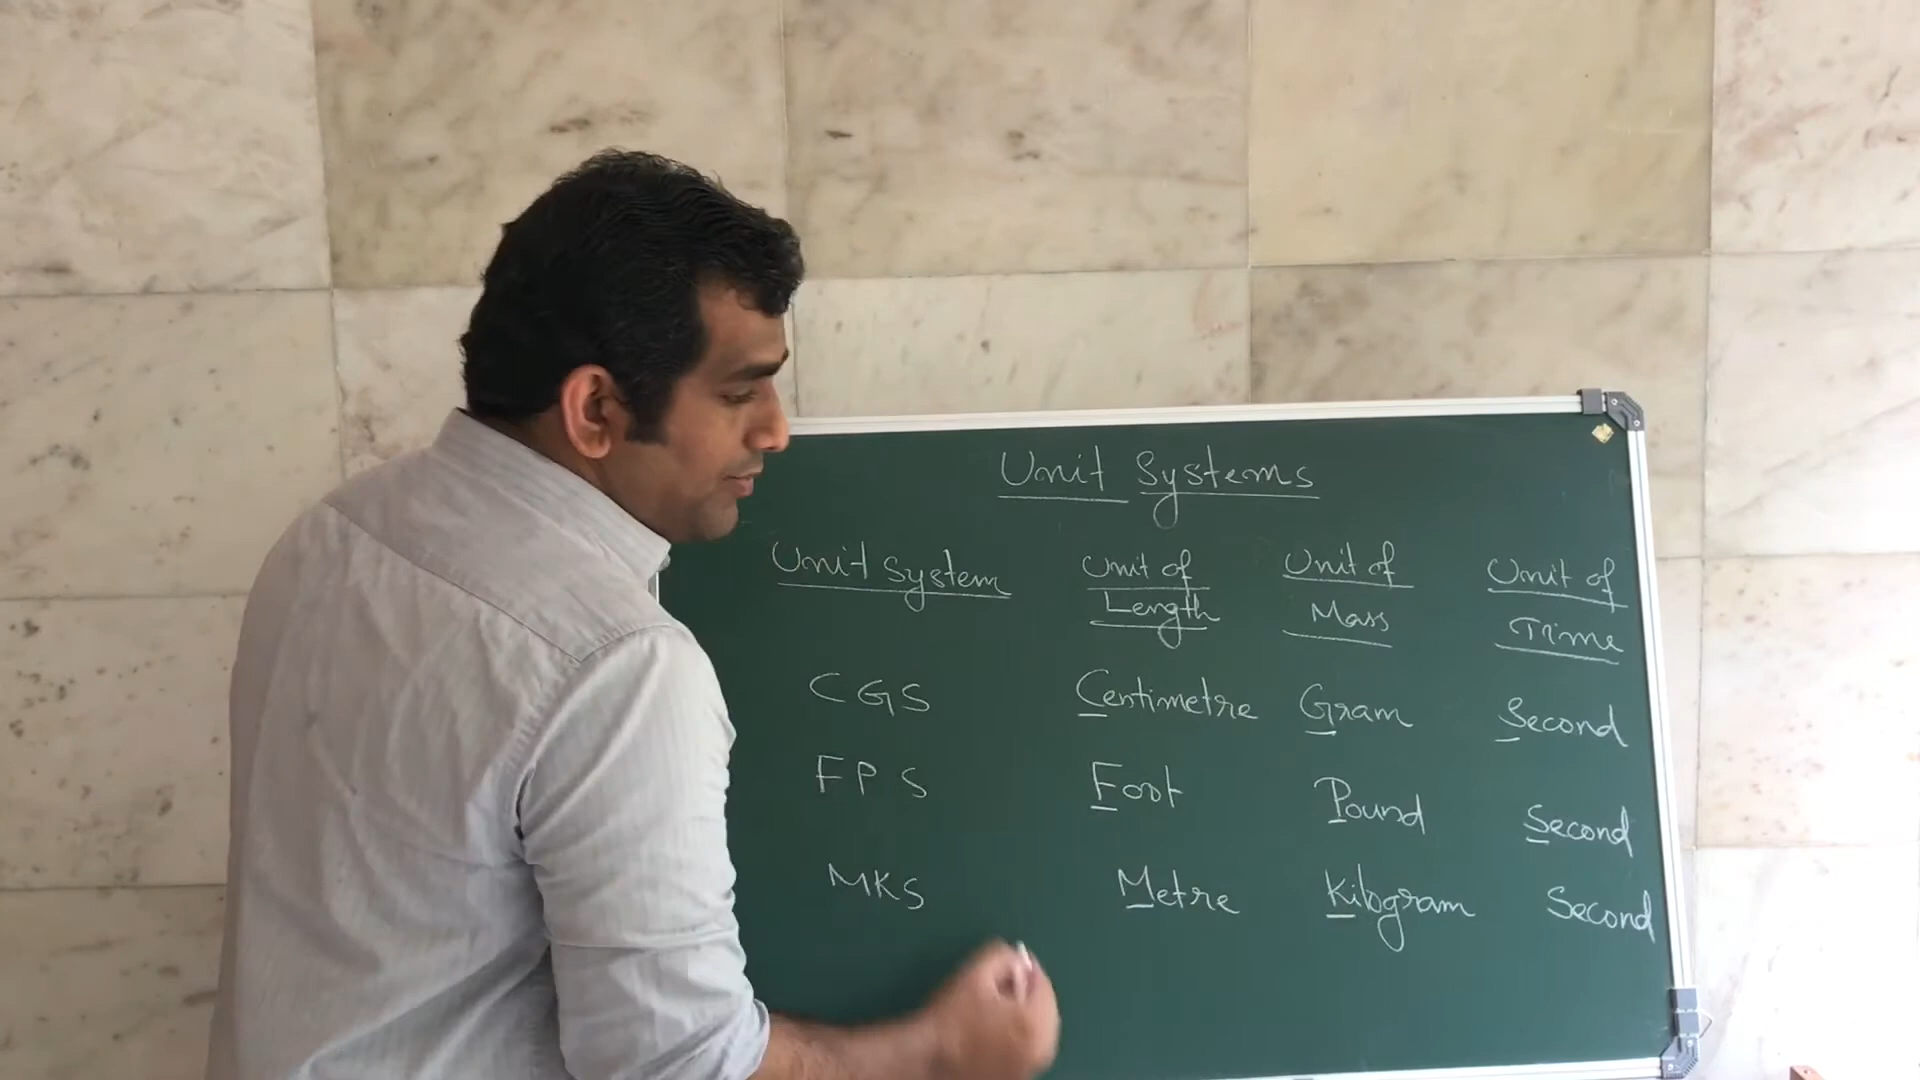 Unit Systems
Unit System Unit of Length Unit of Mass Unit of Time
CGS Centimetre Gram Second
FPS Foot Pound Second
MKS Metre Kilogram Second